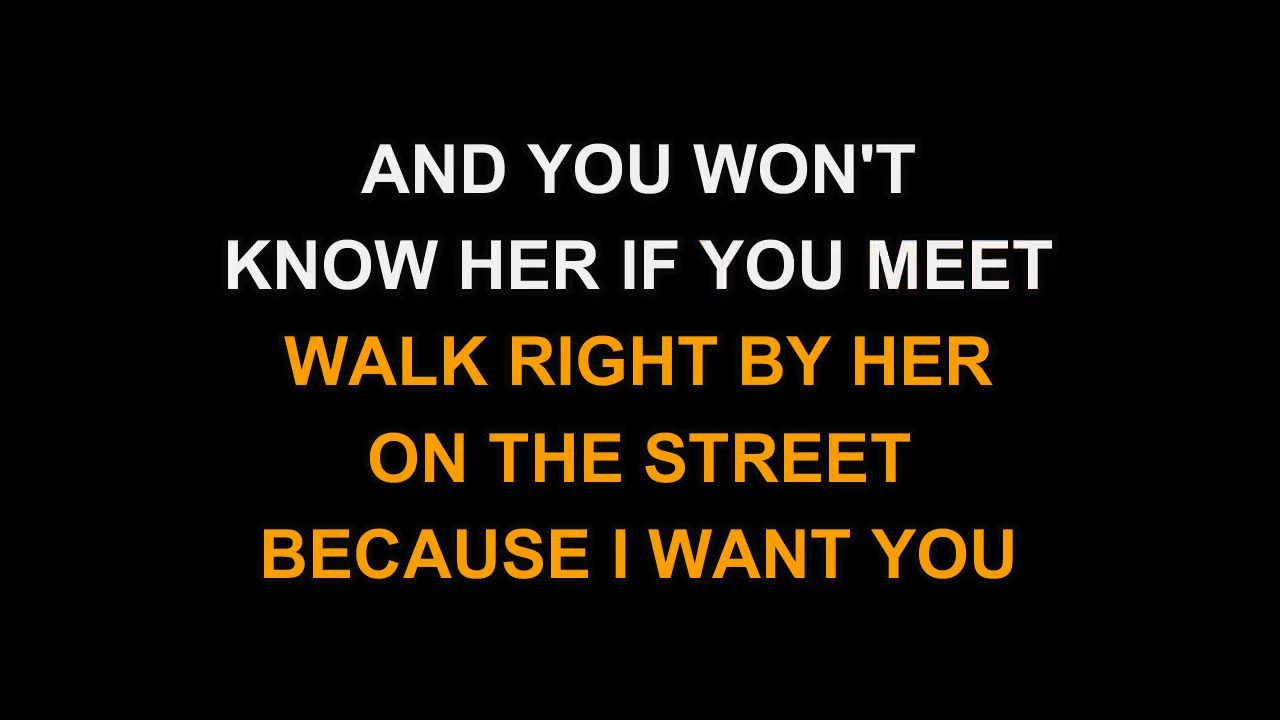 AND YOU WON'T
KNOW HER IF YOU MEET
WALK RIGHT BY HER
ON THE STREET
BECAUSE I WANT YOU